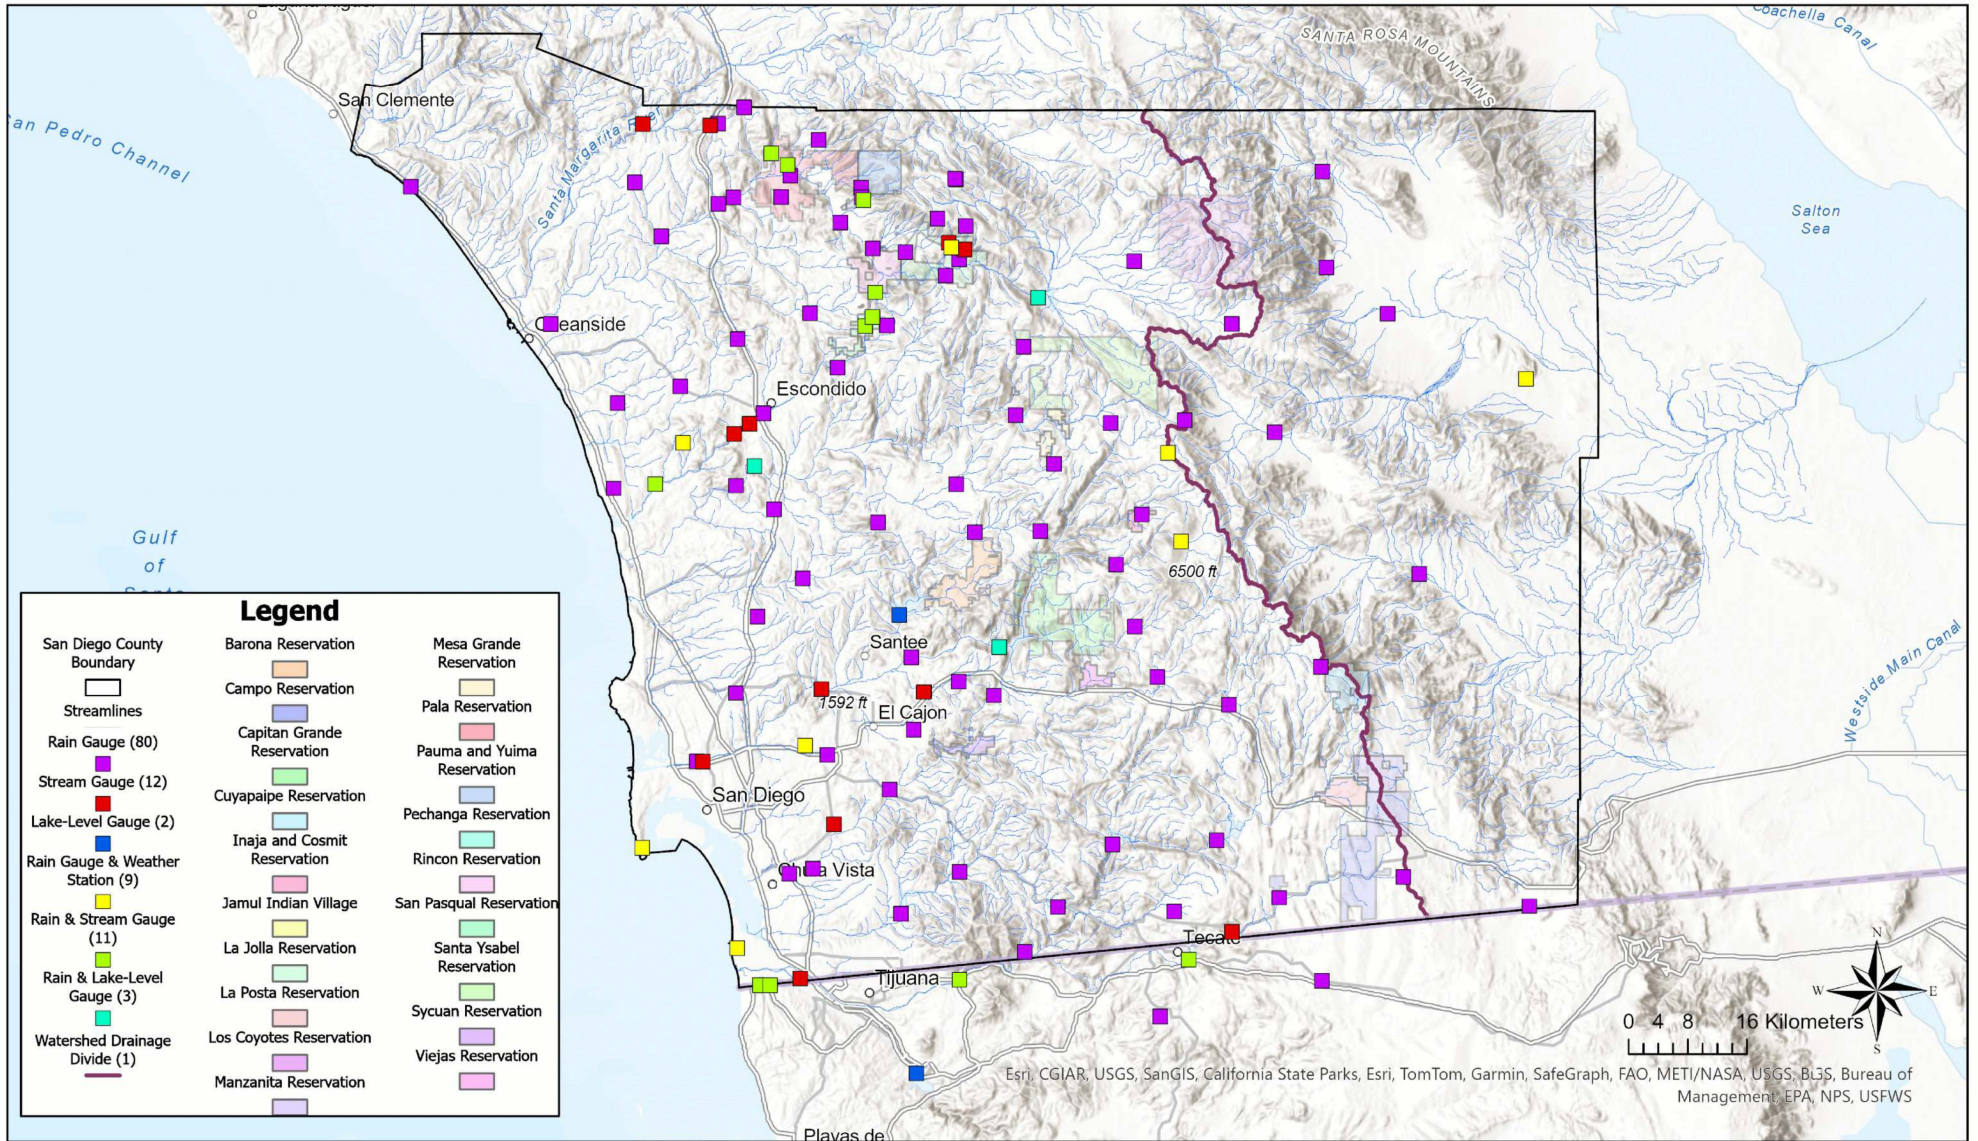 San Clemente
SANTA ROSA MOUNTAINS
Coachella Canal
an Pedro Channel
Santa Margarita River
Salton
Sea
Oceanside
Escondido
Gulf
of
6500 ft
Santee
1592 ft
El Cajon
San Diego
Chula Vista
Tecate
Tijuana
Playas de
Westside Main Canal
Legend
San Diego County
Boundary
Streamlines
Rain Gauge (80)
Stream Gauge (12)
Lake-Level Gauge (2)
Rain Gauge & Weather
Station (9)
Rain & Stream Gauge
(11)
Rain & Lake-Level
Gauge (3)
Watershed Drainage
Divide (1)
Barona Reservation
Campo Reservation
Capitan Grande
Reservation
Cuyapaipe Reservation
Inaja and Cosmit
Reservation
Jamul Indian Village
La Jolla Reservation
La Posta Reservation
Los Coyotes Reservation
Manzanita Reservation
Mesa Grande
Reservation
Pala Reservation
Pauma and Yuima
Reservation
Pechanga Reservation
Rincon Reservation
San Pasqual Reservation
Santa Ysabel
Reservation
Sycuan Reservation
Viejas Reservation
N
W E
S
0 4 8 16 Kilometers
Esri, CGIAR, USGS, SanGIS, California State Parks, Esri, TomTom, Garmin, SafeGraph, FAO, METI/NASA, USGS, Bureau of
Management, EPA, NPS, USFWS